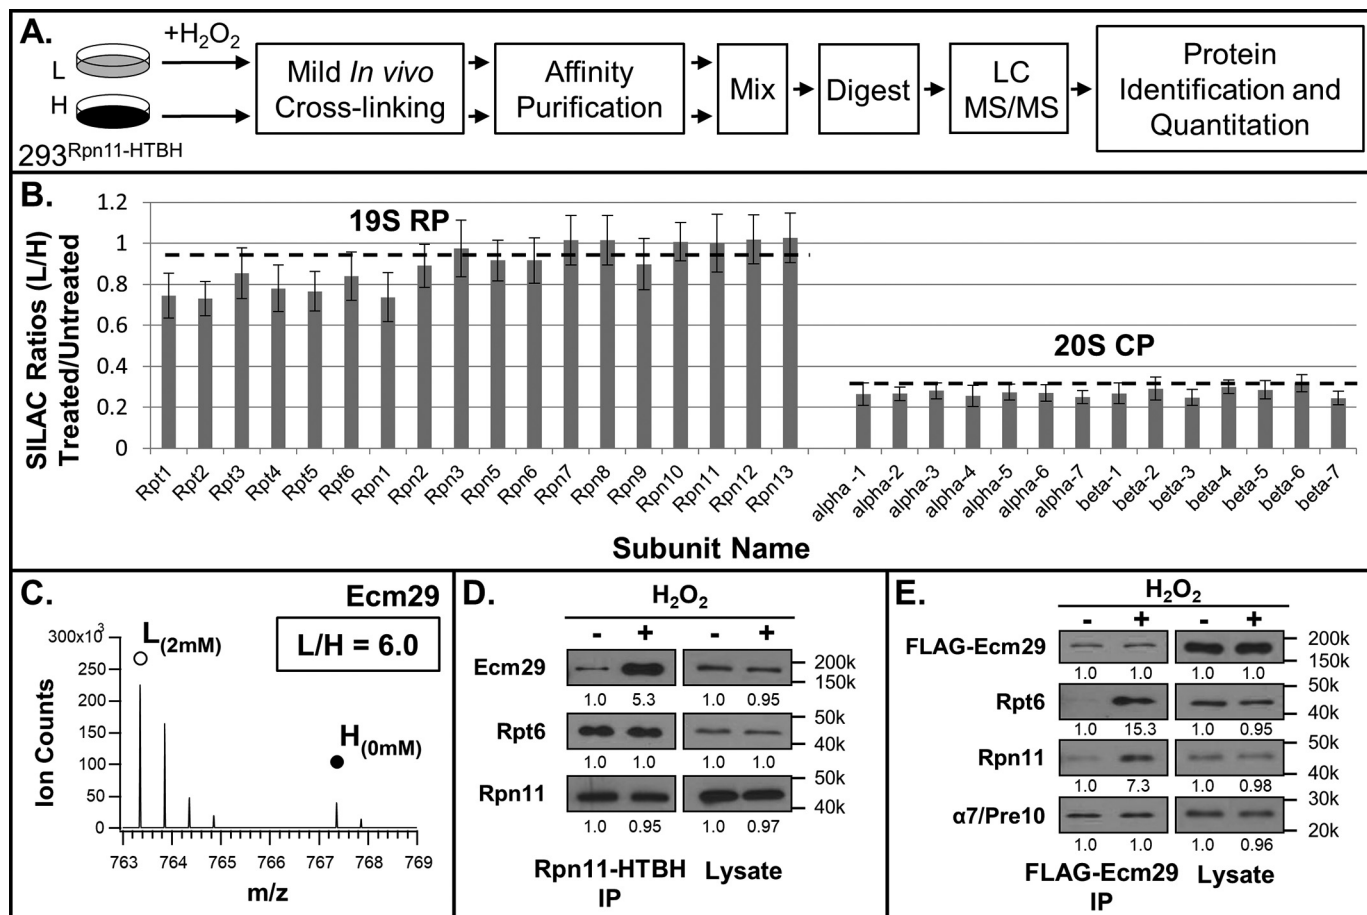 A.
+H₂O₂
L
H
293^Rpn11-HTBH
Mild In vivo
Cross-linking
Affinity
Purification
Mix
Digest
LC
MS/MS
Protein
Identification and
Quantitation
B.
SILAC Ratios (L/H)
Treated/Untreated
1.2
1
0.8
0.6
0.4
0.2
0
19S RP
20S CP
Rpt1
Rpt2
Rpt3
Rpt4
Rpt5
Rpt6
Rpn1
Rpn2
Rpn3
Rpn5
Rpn6
Rpn7
Rpn8
Rpn9
Rpn10
Rpn11
Rpn12
Rpn13
alpha -1
alpha-2
alpha-3
alpha-4
alpha-5
alpha-6
alpha-7
beta-1
beta-2
beta-3
beta-4
beta-5
beta-6
beta-7
Subunit Name
C.
Ecm29
L/H = 6.0
L(2mM)
H(0mM)
Ion Counts
300x10³
250
200
150
100
50
0
763 764 765 766 767 768 769
m/z
D.
H₂O₂
- + - +
Ecm29
200k
150k
1.0 5.3 1.0 0.95
Rpt6
50k
40k
1.0 1.0 1.0 1.0
Rpn11
50k
40k
1.0 0.95 1.0 0.97
Rpn11-HTBH
IP
Lysate
E.
H₂O₂
- + - +
FLAG-Ecm29
200k
150k
1.0 1.0 1.0 1.0
Rpt6
50k
40k
1.0 15.3 1.0 0.95
Rpn11
50k
40k
1.0 7.3 1.0 0.98
α7/Pre10
30k
20k
1.0 1.0 1.0 0.96
FLAG-Ecm29
IP
Lysate